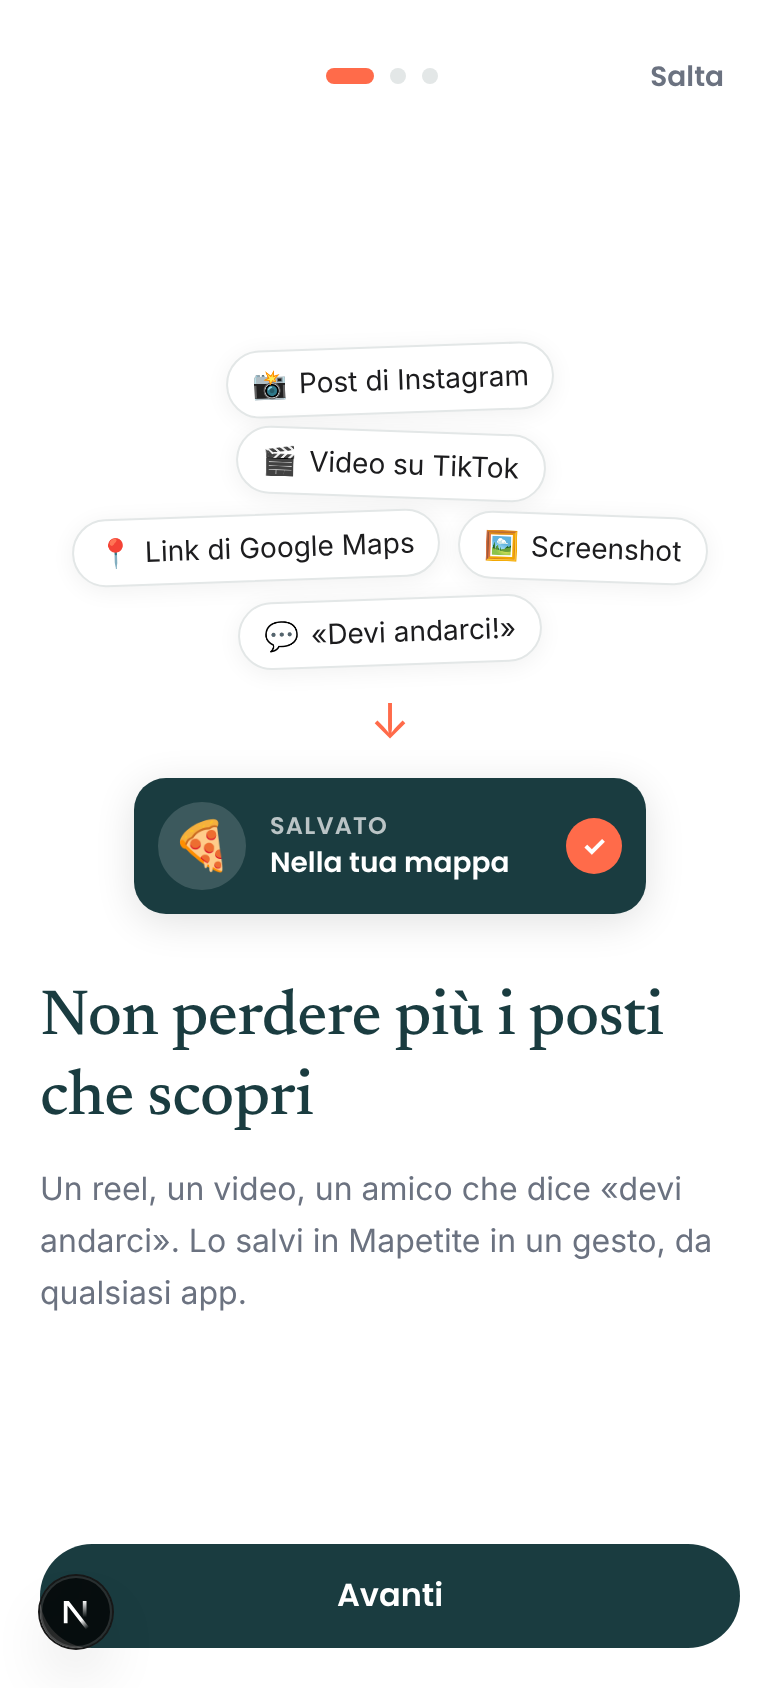 Salta
Post di Instagram
Video su TikTok
Link di Google Maps
Screenshot
«Devi andarci!»
SALVATO
Nella tua mappa
Non perdere più i posti
che scopri
Un reel, un video, un amico che dice «devi
andarci». Lo salvi in Mapetite in un gesto, da
qualsiasi app.
Avanti
N